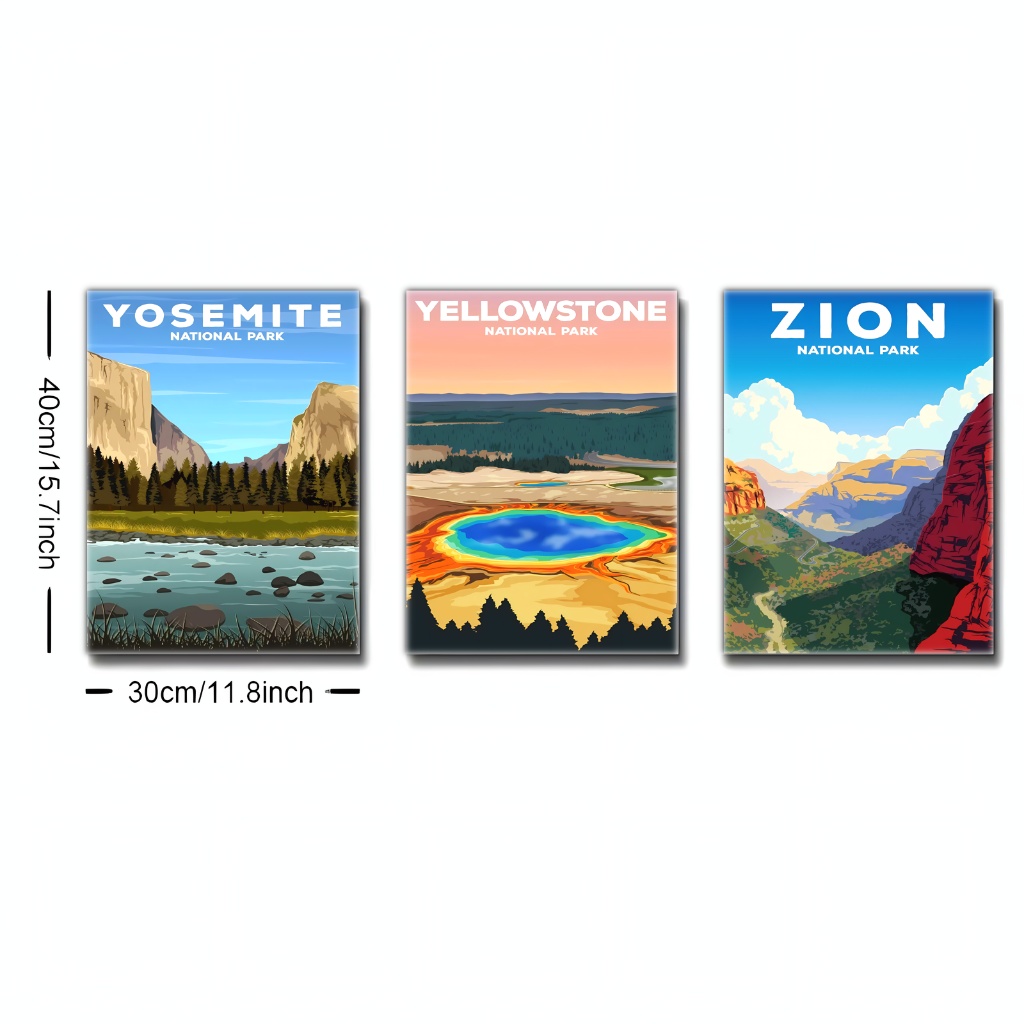 YOSEMITE
NATIONAL PARK
YELLOWSTONE
NATIONAL PARK
ZION
NATIONAL PARK
40cm/15.7inch
30cm/11.8inch